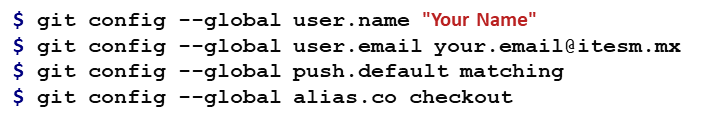 $ git config --global user.name "Your Name"
$ git config --global user.email your.email@itesm.mx
$ git config --global push.default matching
$ git config --global alias.co checkout